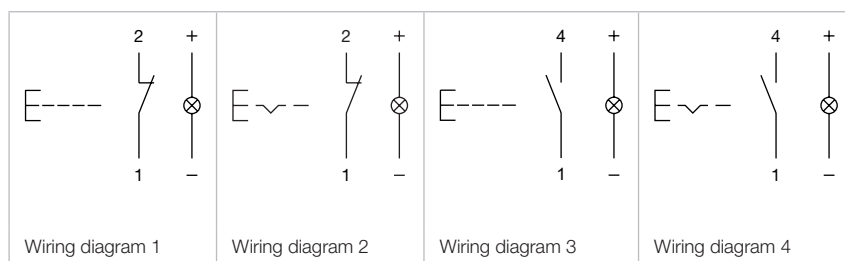 2 + 2 + 4 + 4 +
1 – 1 – 1 – 1 –
Wiring diagram 1 Wiring diagram 2 Wiring diagram 3 Wiring diagram 4